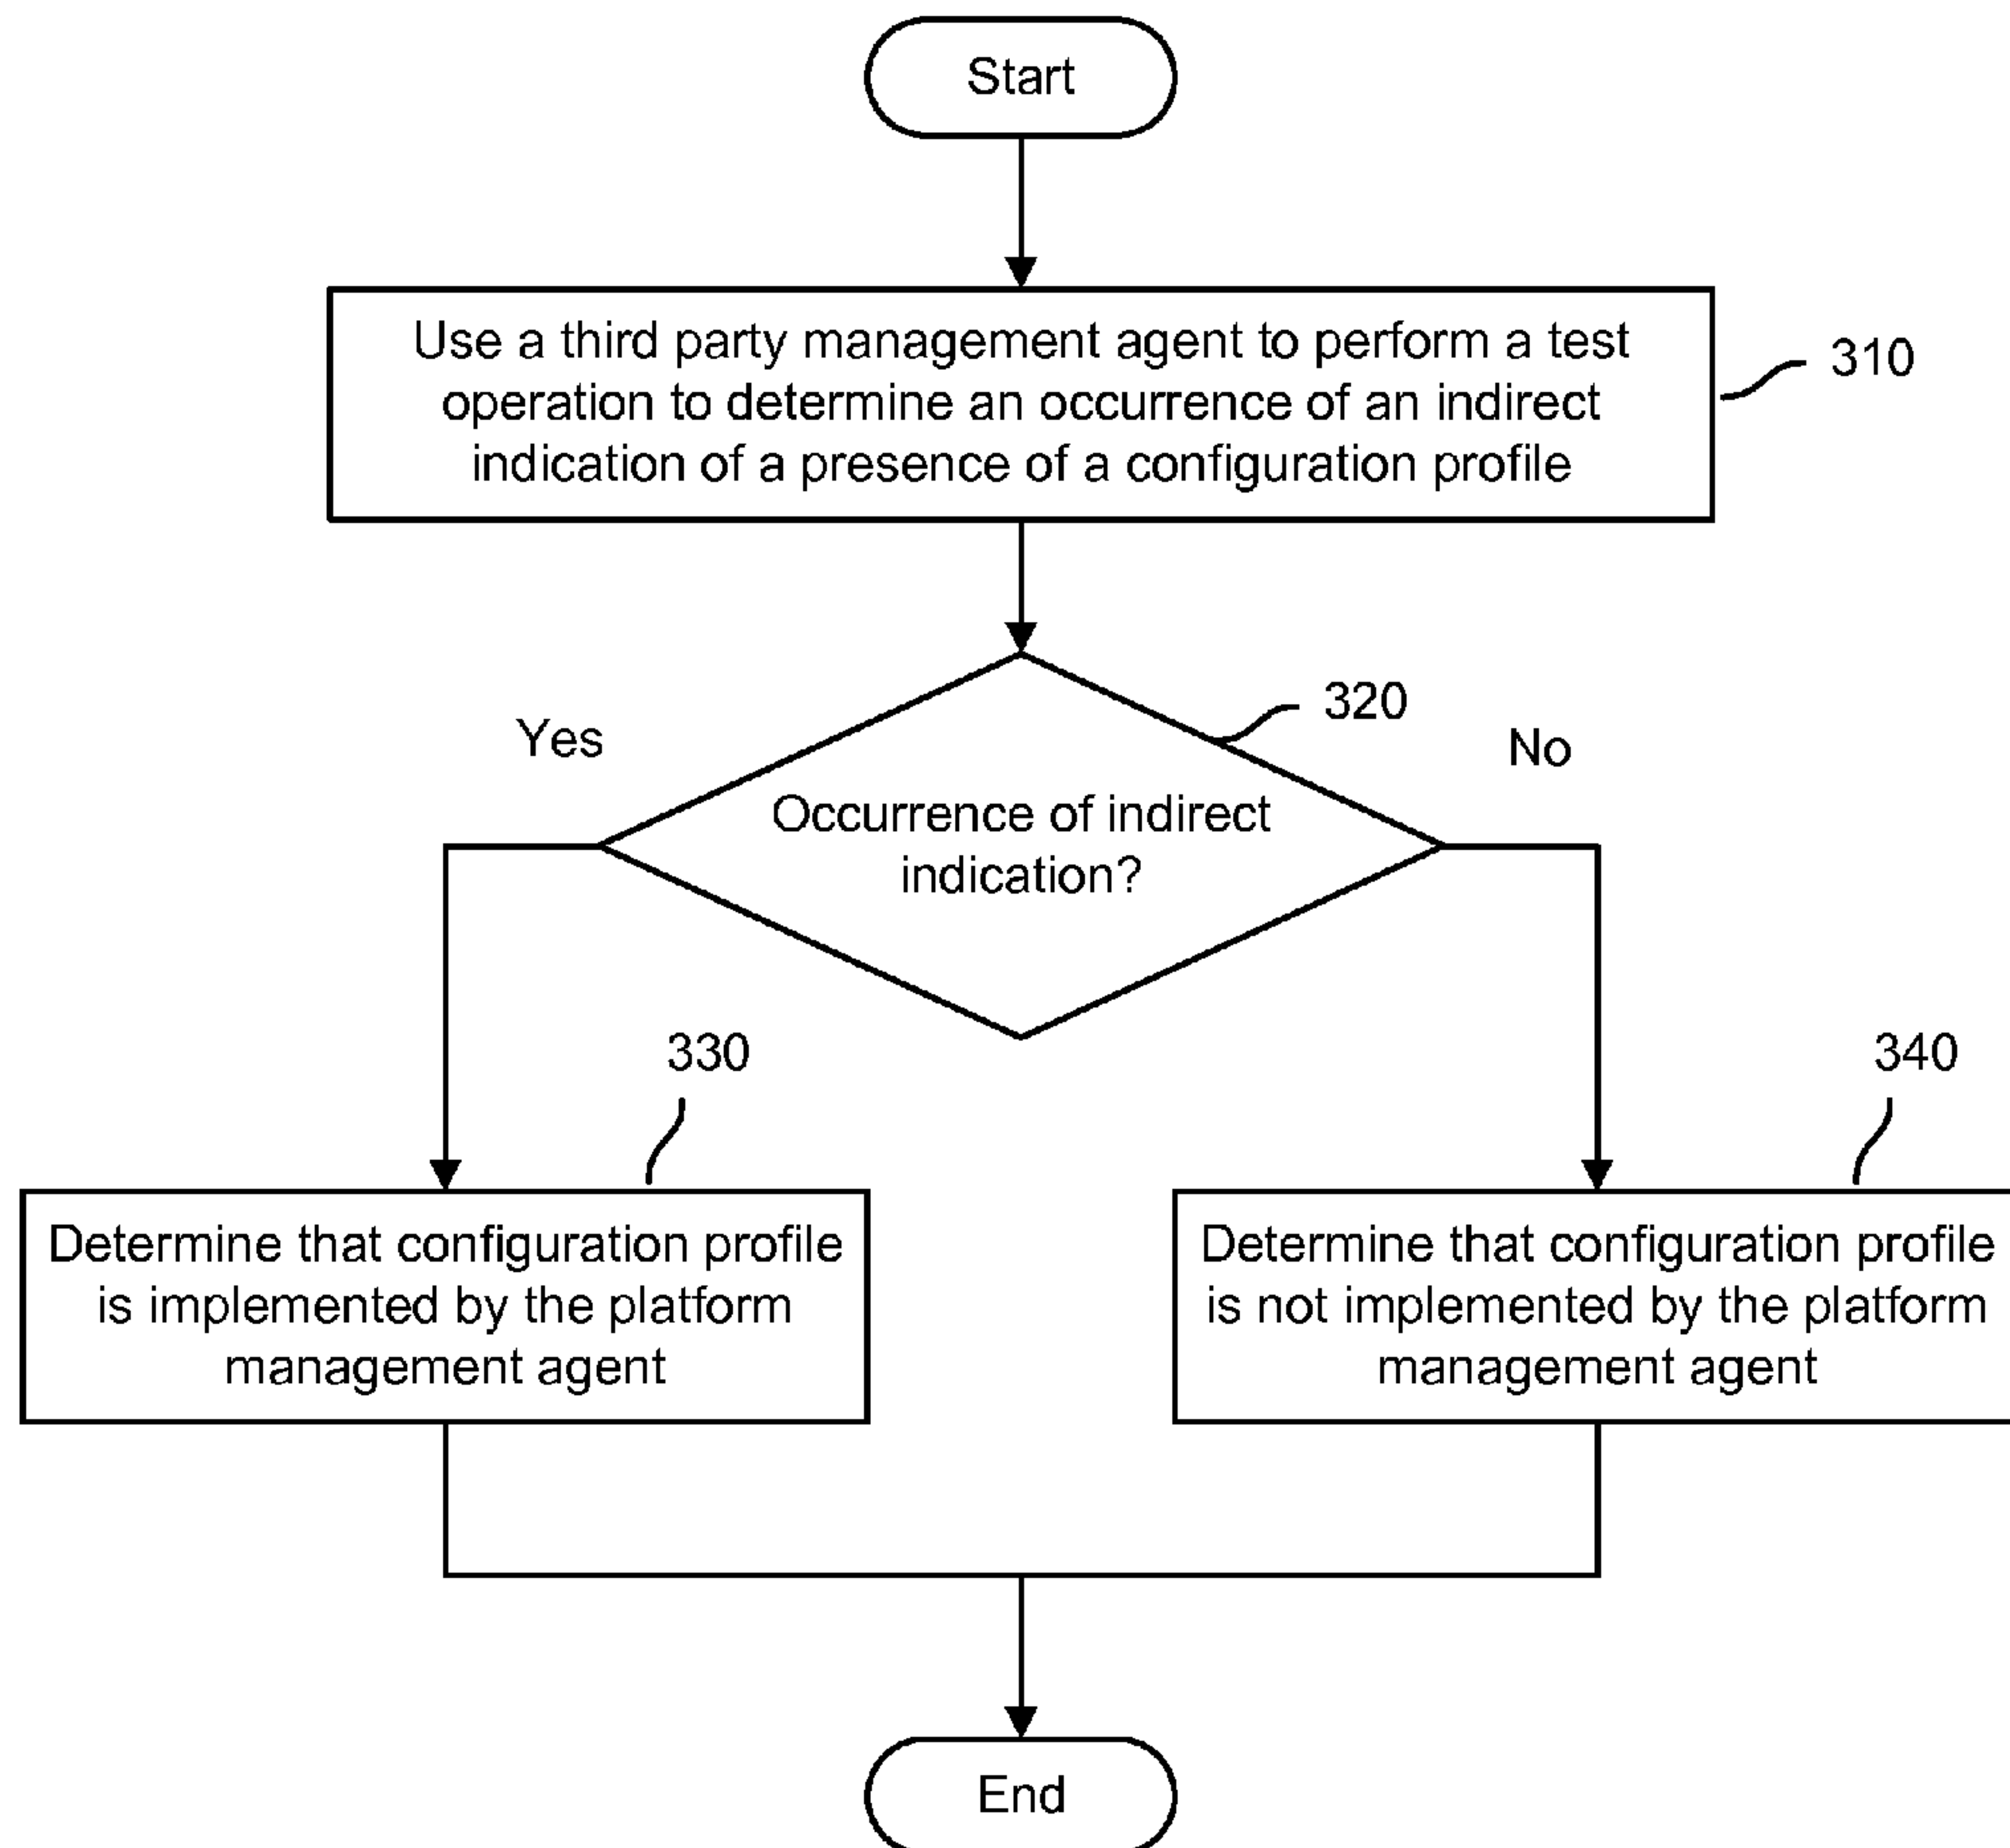 Start
Use a third party management agent to perform a test
operation to determine an occurrence of an indirect
indication of a presence of a configuration profile
310
320
Yes
No
Occurrence of indirect
indication?
330
340
Determine that configuration profile
is implemented by the platform
management agent
Determine that configuration profile
is not implemented by the platform
management agent
End